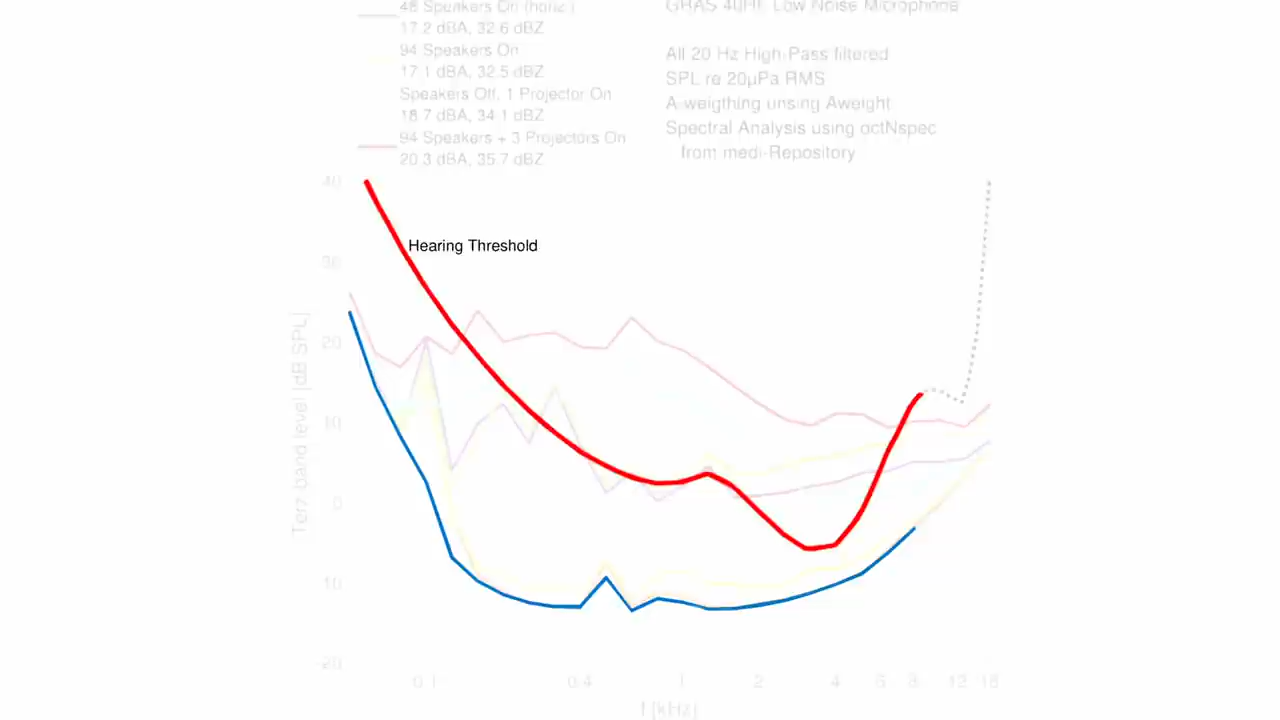 48 Speakers On (horiz.)
17.2 dBA, 32.6 dBZ
94 Speakers On
17.1 dBA, 32.5 dBZ
Speakers Off, 1 Projector On
18.7 dBA, 34.1 dBZ
94 Speakers + 3 Projectors On
20.3 dBA, 35.7 dBZ
GRAS 40HF Low Noise Microphone
All 20 Hz High-Pass filtered
SPL re 20µPa RMS
A-weigthing unsing Aweight
Spectral Analysis using octNspec
from medi-Repository
40
Hearing Threshold
30
20
10
0
-10
-20
Terz band level [dB SPL]
0.1
0.4
1
2
4
6
8
12
16
f [kHz]